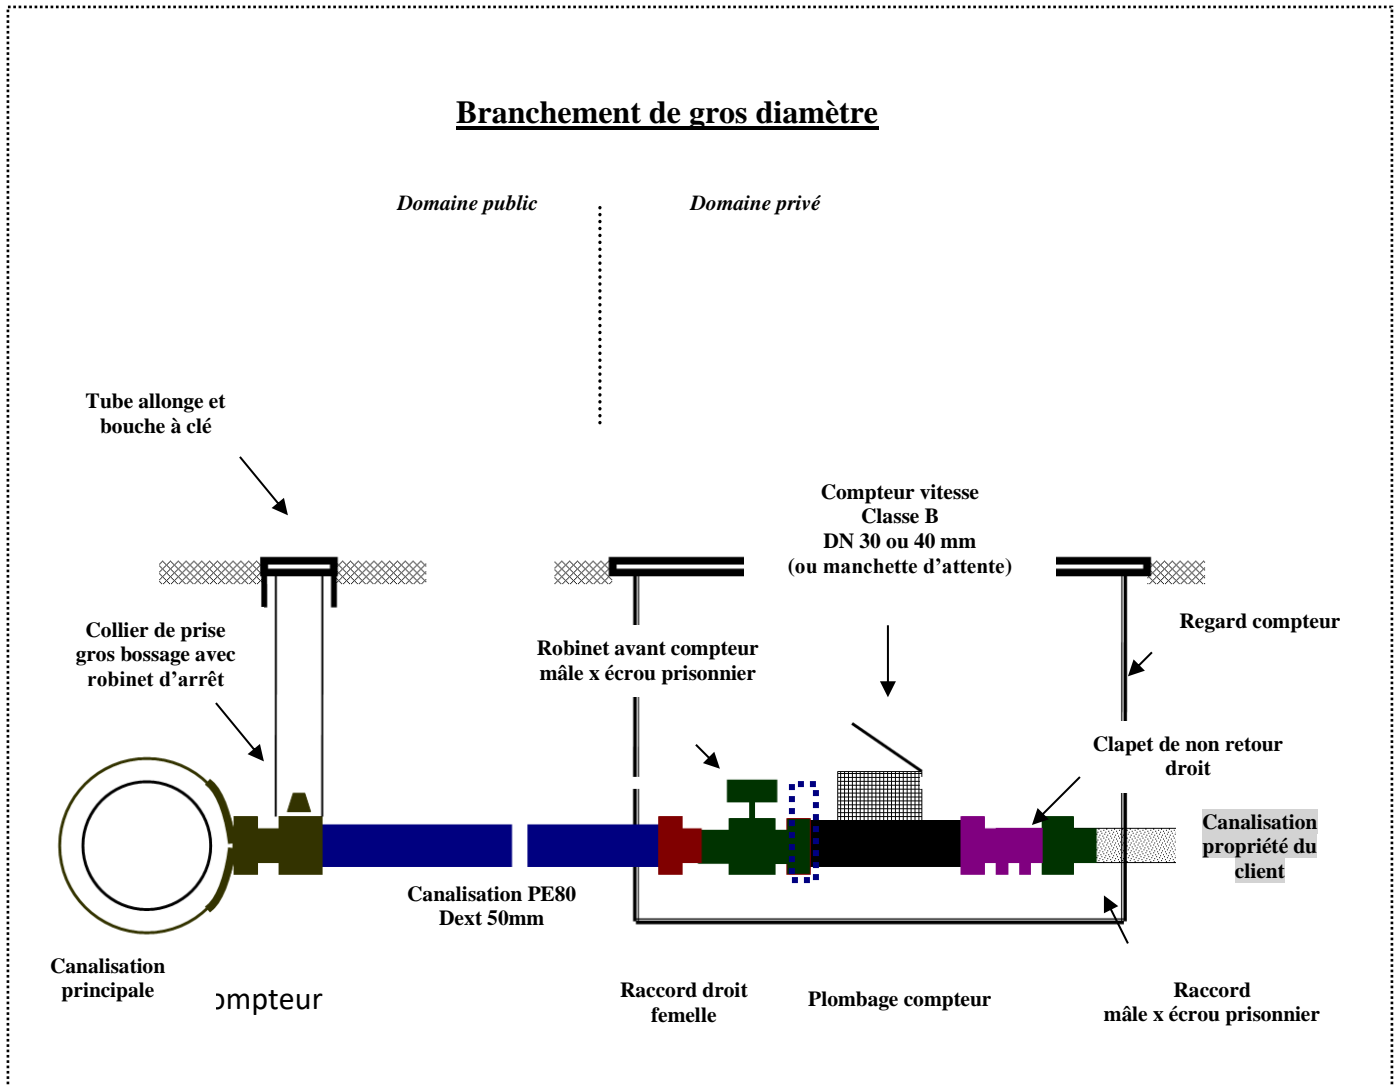 Branchement de gros diamètre
Domaine public
Domaine privé
Tube allonge et
bouche à clé
Compteur vitesse
Classe B
DN 30 ou 40 mm
(ou manchette d'attente)
Collier de prise
gros bossage avec
robinet d'arrêt
Robinet avant compteur
mâle x écrou prisonnier
Regard compteur
Clapet de non retour
droit
Canalisation
propriété du
client
Canalisation PE80
Dext 50mm
Canalisation
principale
ompteur
Raccord droit
femelle
Plombage compteur
Raccord
mâle x écrou prisonnier